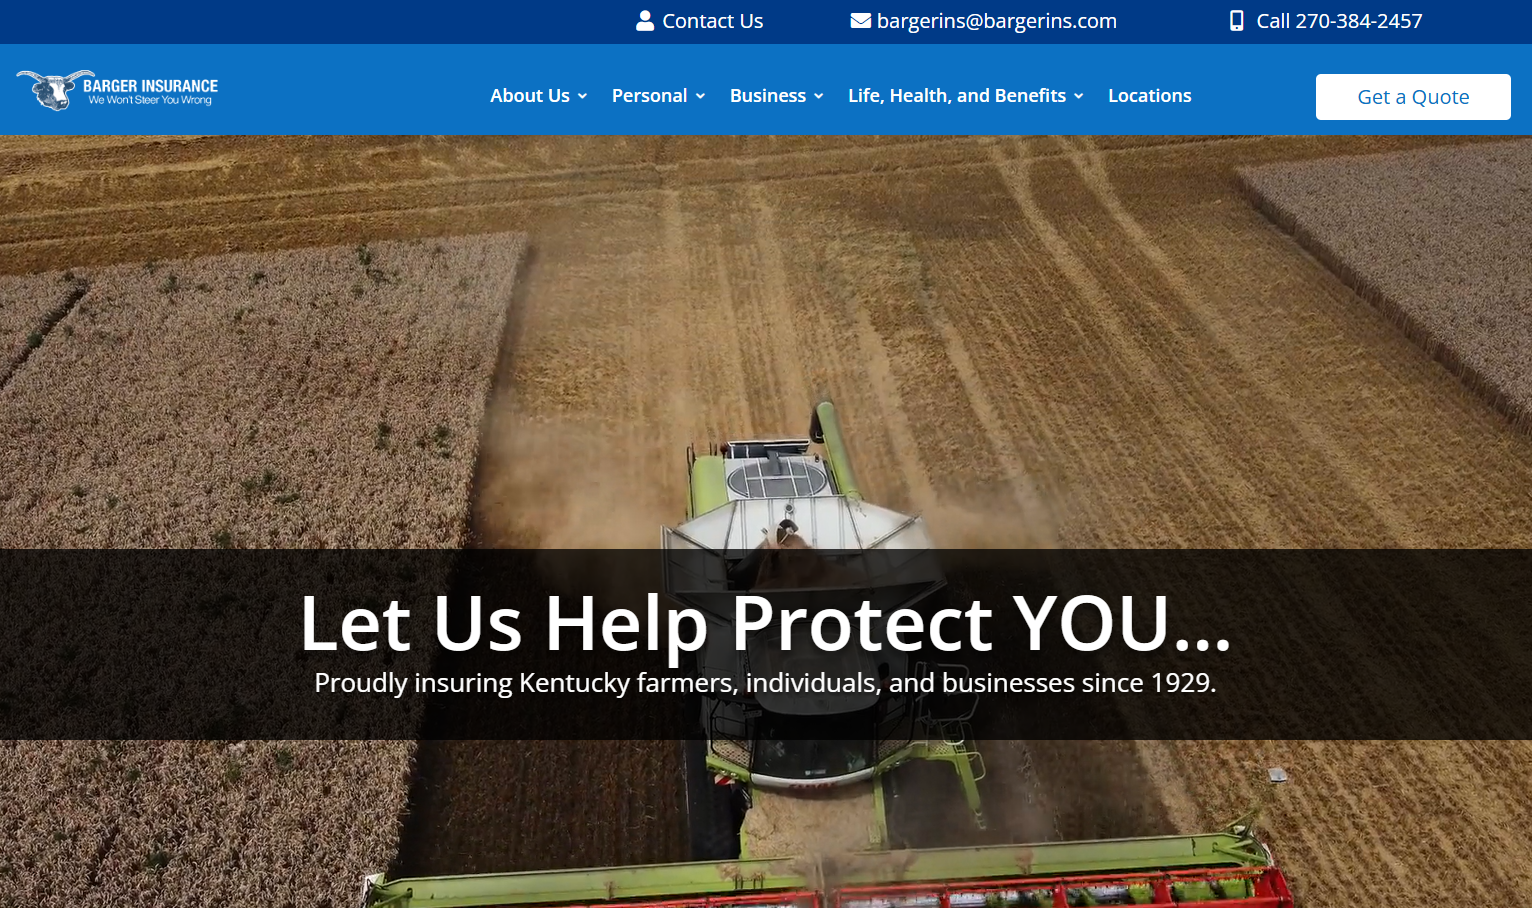 Contact Us
bargerins@bargerins.com
Call 270-384-2457
BARGER INSURANCE
We Won't Steer You Wrong
About Us
Personal
Business
Life, Health, and Benefits
Locations
Get a Quote
Let Us Help Protect YOU...
Proudly insuring Kentucky farmers, individuals, and businesses since 1929.